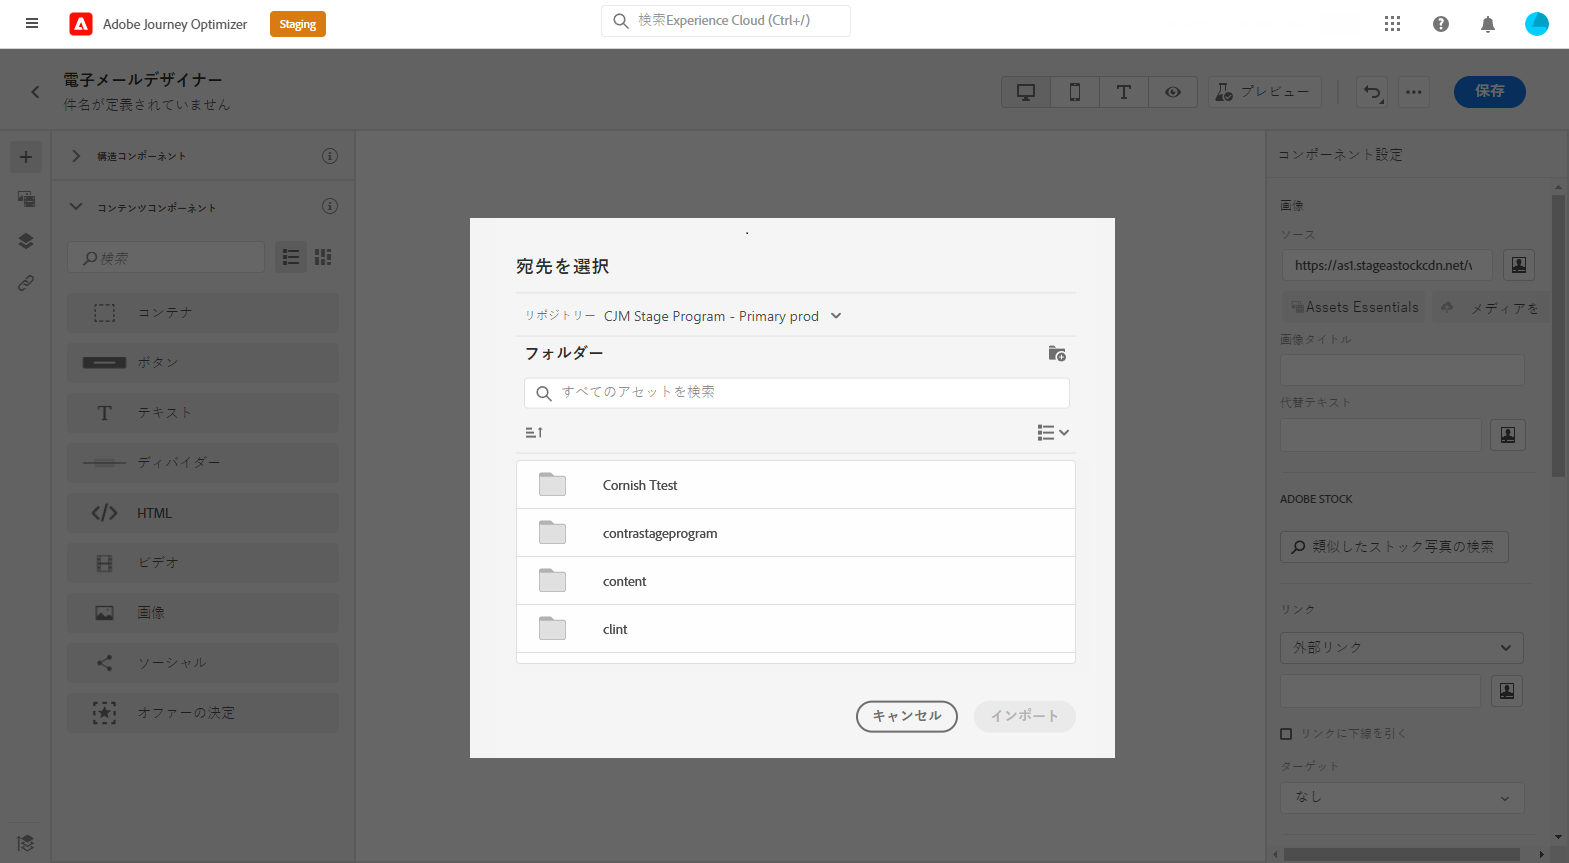 Adobe Journey Optimizer
Staging
検索Experience Cloud (Ctrl+/)
電子メールデザイナー
件名が定義されていません
プレビュー
保存
構造コンポーネント
コンテンツコンポーネント
検索
コンテナ
ボタン
テキスト
ディバイダー
HTML
ビデオ
画像
ソーシャル
オファーの決定
.
宛先を選択
リポジトリー CJM Stage Program - Primary prod
フォルダー
すべてのアセットを検索
Cornish Ttest
contrastageprogram
content
clint
キャンセル
インポート
コンポーネント設定
画像
ソース
https://as1.stageastockcdn.net/v
Assets Essentials
メディアを
画像タイトル
代替テキスト
ADOBE STOCK
類似したストック写真の検索
リンク
外部リンク
リンクに下線を引く
ターゲット
なし